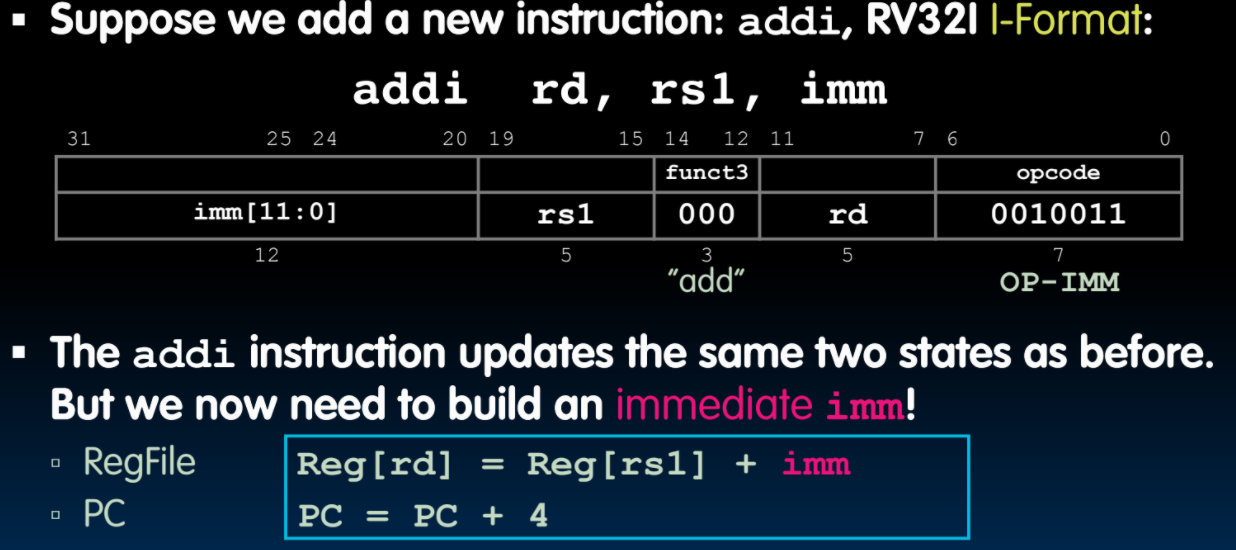 ▪ Suppose we add a new instruction: addi, RV32I I-Format:
addi rd, rs1, imm
31 25 24 20 19 15 14 12 11 7 6 0
funct3 opcode
imm[11:0] rs1 000 rd 0010011
12 5 3 5 7
"add" OP-IMM
▪ The addi instruction updates the same two states as before.
But we now need to build an immediate imm!
▫ RegFile Reg[rd] = Reg[rs1] + imm
▫ PC PC = PC + 4